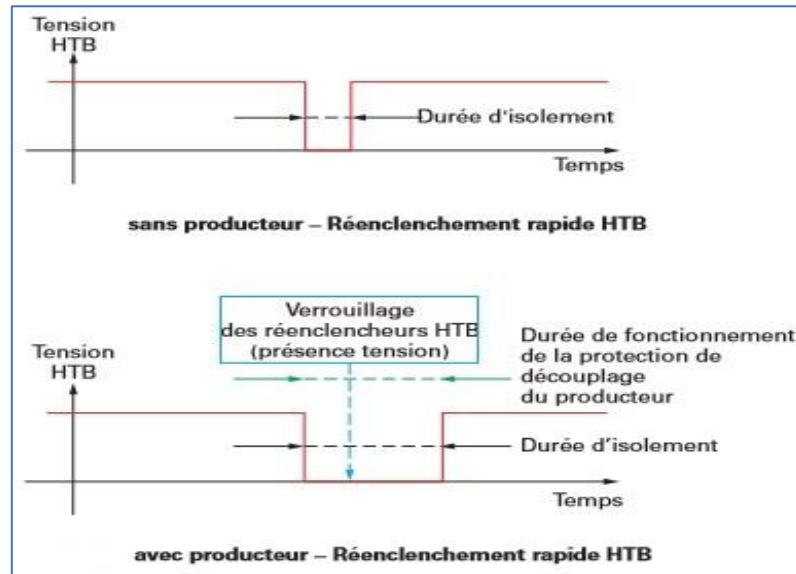 Tension
HTB
Durée d'isolement
Temps
sans producteur – Réenclenchement rapide HTB
Verrouillage
des réenclencheurs HTB
(présence tension)
Tension
HTB
Durée de fonctionnement
de la protection de
découplage
du producteur
Durée d'isolement
Temps
avec producteur – Réenclenchement rapide HTB